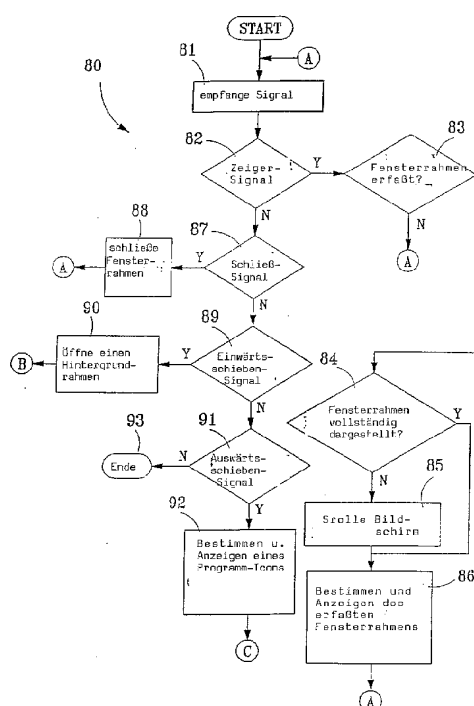 START
A
80
81
empfange Signal
82
83
Zeiger-
Signal
Y
Fensterrahmen
erfaßt?
N
N
A
88
87
schließe
Fenster-
rahmen
A
Y
Schließ-
Signal
N
90
89
84
B
Öffne einen
Hintergrund-
rahmen
Y
Einwärts-
schieben-
Signal
Fensterrahmen
vollständig
dargestellt?
Y
N
N
93
91
85
Ende
N
Auswärts-
schieben-
Signal
Srolle Bild-
schirm
Y
92
86
Bestimmen u.
Anzeigen eines
Programm-Icons
Bestimmen und
Anzeigen des
erfaßten
Fensterrahmens
C
A